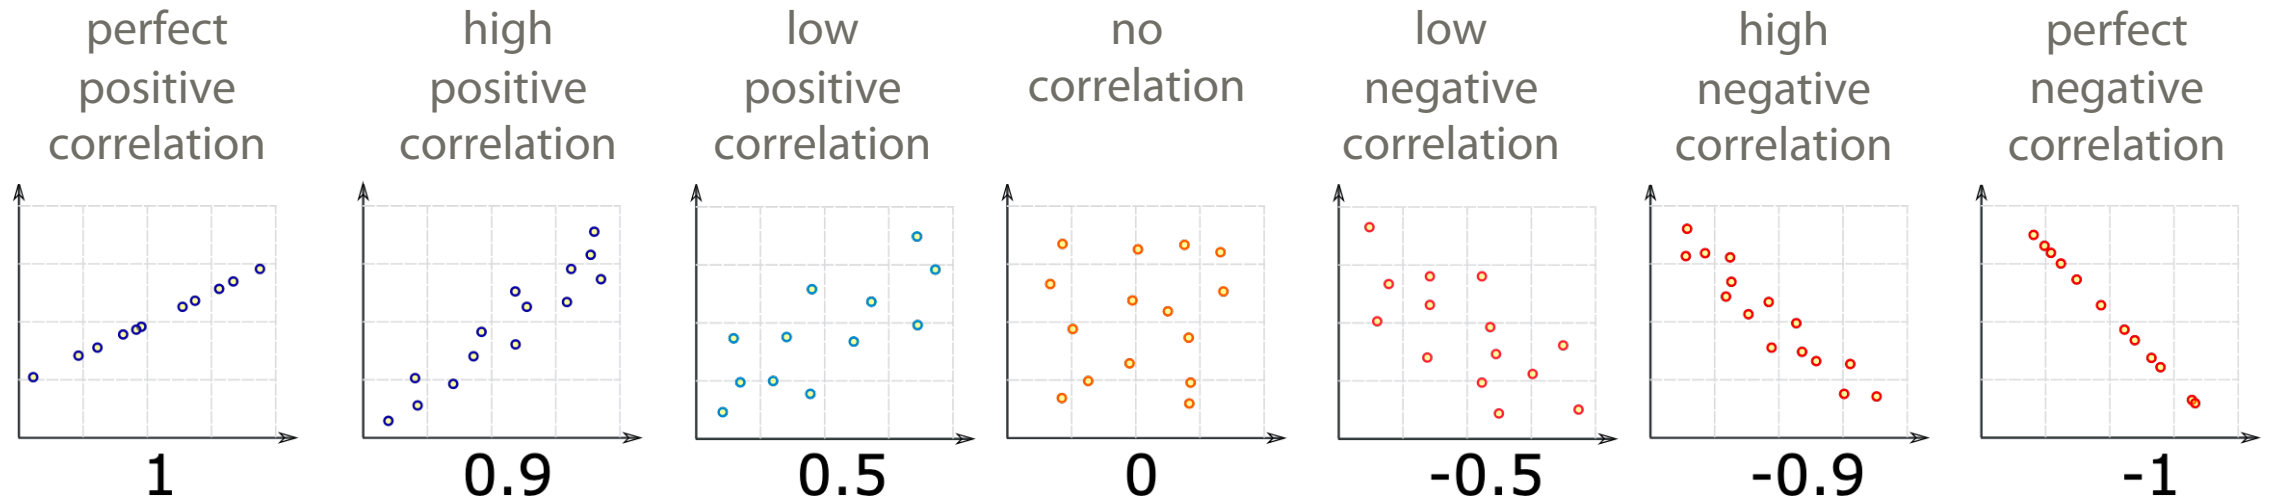 perfect
positive
correlation
high
positive
correlation
low
positive
correlation
no
correlation
low
negative
correlation
high
negative
correlation
perfect
negative
correlation
1
0.9
0.5
0
-0.5
-0.9
-1